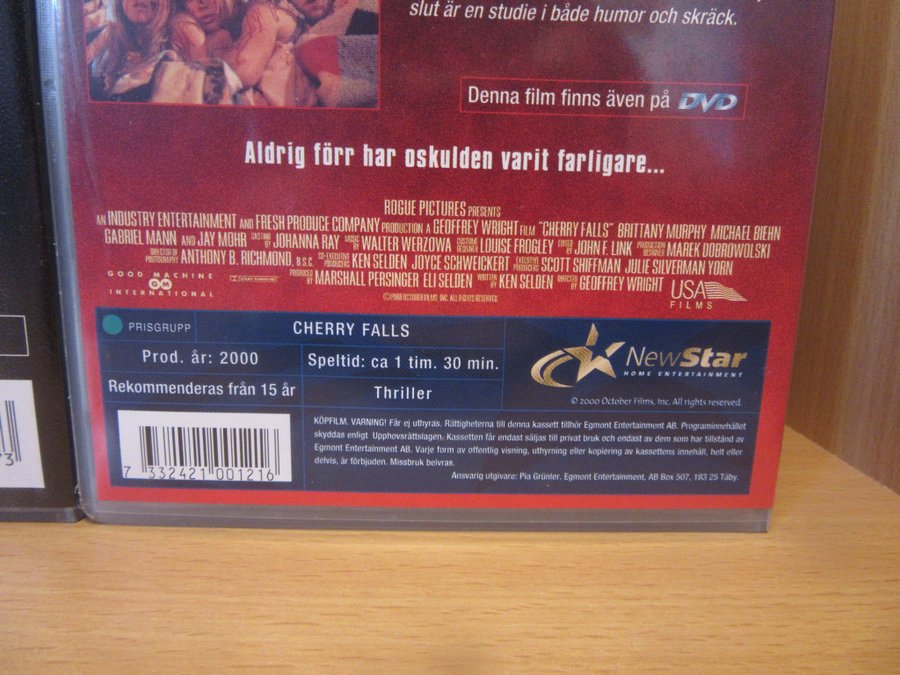 slut är en studie i både humor och skräck.
Denna film finns även på DVD
Aldrig förr har oskulden varit farligare...
ROGUE PICTURES PRESENTS
AN INDUSTRY ENTERTAINMENT AND FRESH PRODUCE COMPANY PRODUCTION A GEOFFREY WRIGHT FILM "CHERRY FALLS" BRITTANY MURPHY MICHAEL BIEHN
GABRIEL MANN AND JAY MOHR CASTING BY JOHANNA RAY MUSIC BY WALTER WERZOWA COSTUME DESIGNER LOUISE FROGLEY EDITED BY JOHN F. LINK PRODUCTION DESIGNER MAREK DOBROWOLSKI
DIRECTOR OF PHOTOGRAPHY ANTHONY B. RICHMOND, B.S.C. CO-EXECUTIVE PRODUCERS KEN SELDEN JOYCE SCHWEICKERT EXECUTIVE PRODUCERS SCOTT SHIFFMAN JULIE SILVERMAN YORN
PRODUCED BY MARSHALL PERSINGER ELI SELDEN WRITTEN BY KEN SELDEN DIRECTED BY GEOFFREY WRIGHT
GOOD MACHINE
GM
INTERNATIONAL
©2000 OCTOBER FILMS, INC ALL RIGHTS RESERVED
USA
FILMS
PRISGRUPP
CHERRY FALLS
Prod. år: 2000
Speltid: ca 1 tim. 30 min.
Rekommenderas från 15 år
Thriller
NewStar
HOME ENTERTAINMENT
© 2000 October Films, Inc. All rights reserved.
7 332421 001216
KÖPFILM. VARNING! Får ej uthyras. Rättigheterna till denna kassett tillhör Egmont Entertainment AB. Programinnehållet
skyddas enligt Upphovsrättslagen. Kassetten får endast säljas till privat bruk och endast av dem som har tillstånd av
Egmont Entertainment AB. Varje form av offentlig visning, uthyrning eller kopiering av kassettens innehåll, helt eller
delvis, är förbjuden. Missbruk beivras.
Ansvarig utgivare: Pia Grünler. Egmont Entertainment, AB Box 507, 183 25 Täby.